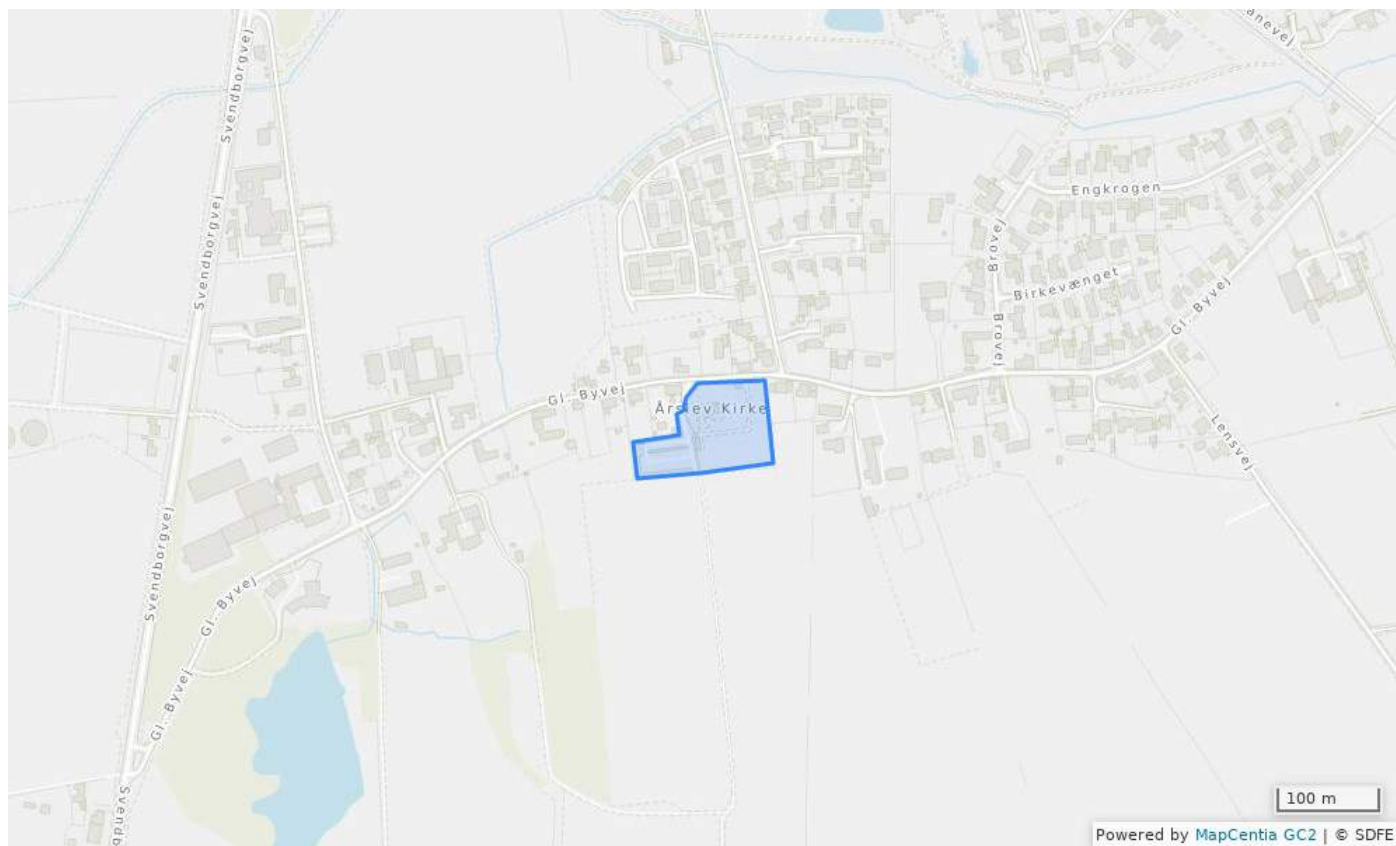 Svendborgvej
Svendborgvej
Engkrogen
Brovej
Birkevænget
Brovej
Gl. Byvej
Gl. Byvej
Årslev Kirke
Lensvej
Svendborgvej
Gl. Byvej
Gl. Byvej
100 m
Powered by MapCentia GC2 | © SDFE